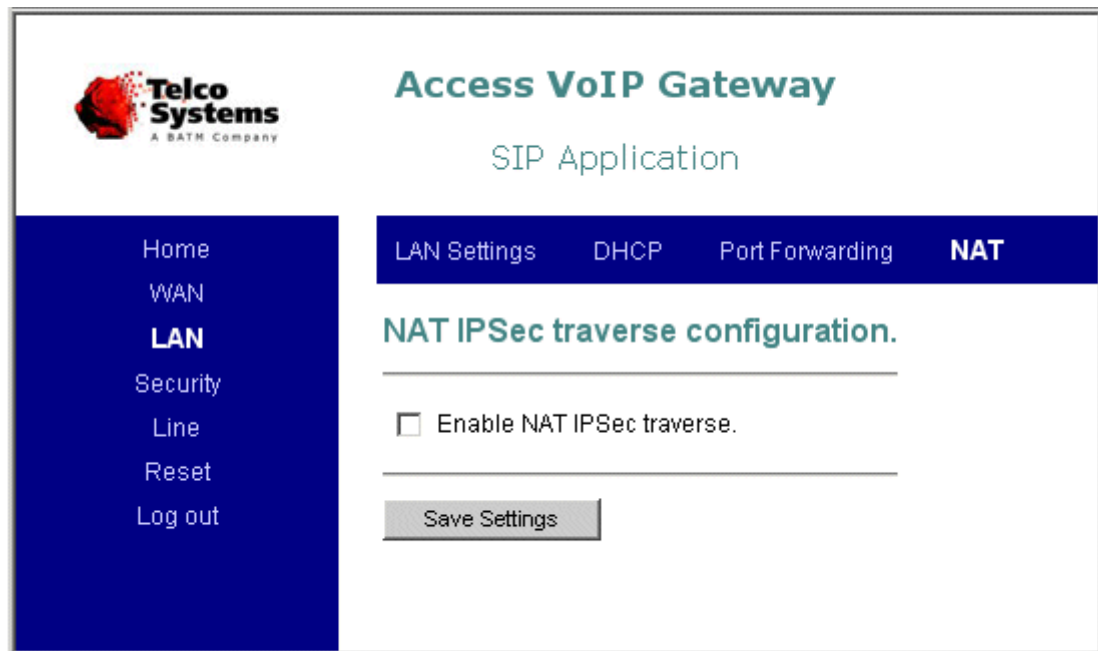 Telco
Systems
A BATM Company
Access VoIP Gateway
SIP Application
Home
WAN
LAN
Security
Line
Reset
Log out
LAN Settings DHCP Port Forwarding NAT
NAT IPSec traverse configuration.
Enable NAT IPSec traverse.
Save Settings